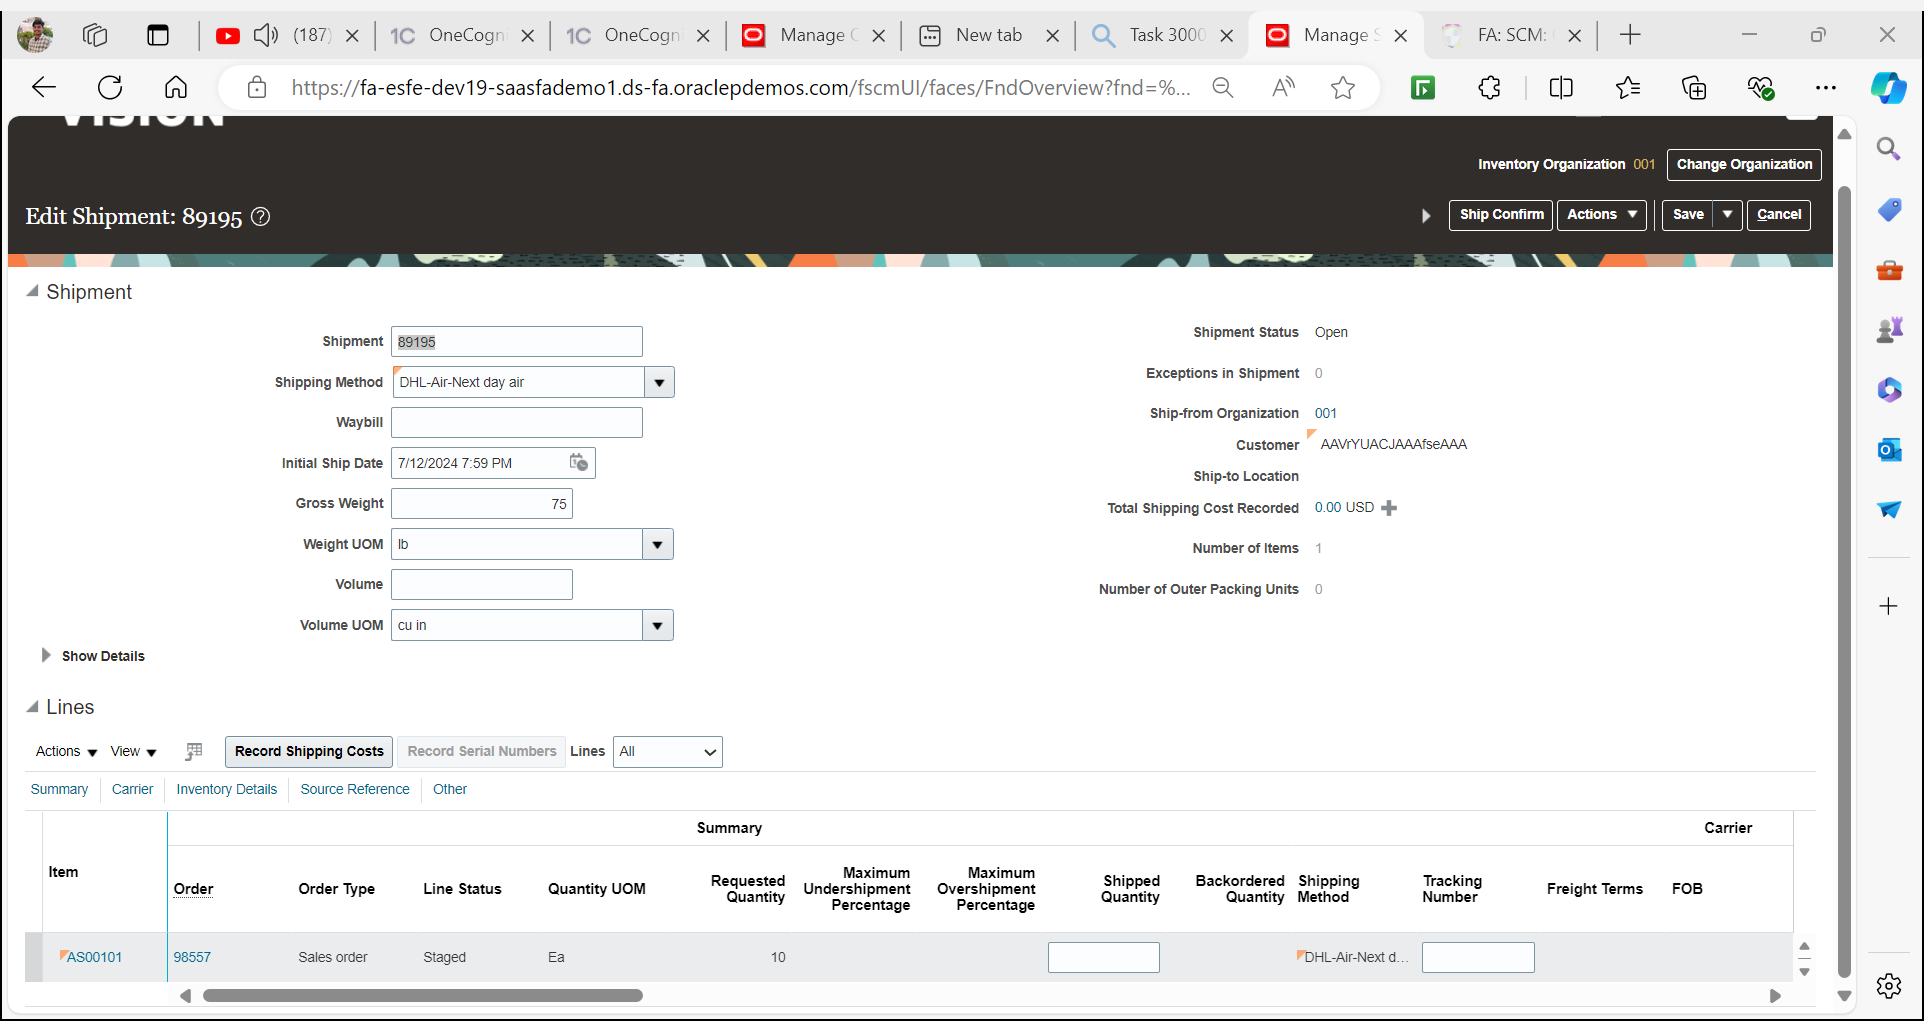 (187)
OneCogni
OneCogni
Manage
New tab
Task 3000
Manage S
FA: SCM:
https://fa-esfe-dev19-saasfademo1.ds-fa.oraclepdemos.com/fscmUI/faces/FndOverview?fnd=%...
VISION
Inventory Organization 001 Change Organization
Edit Shipment: 89195
Ship Confirm Actions Save Cancel
Shipment
Shipment 89195
Shipping Method DHL-Air-Next day air
Waybill
Initial Ship Date 7/12/2024 7:59 PM
Gross Weight 75
Weight UOM lb
Volume
Volume UOM cu in
Shipment Status Open
Exceptions in Shipment 0
Ship-from Organization 001
Customer AAVrYUACJAAAfseAAA
Ship-to Location
Total Shipping Cost Recorded 0.00 USD
Number of Items 1
Number of Outer Packing Units 0
Show Details
Lines
Actions View Record Shipping Costs Record Serial Numbers Lines All
Summary Carrier Inventory Details Source Reference Other
Summary Carrier
Item Order Order Type Line Status Quantity UOM Requested Quantity Maximum Undershipment Percentage Maximum Overshipment Percentage Shipped Quantity Backordered Quantity Shipping Method Tracking Number Freight Terms FOB
AS00101 98557 Sales order Staged Ea 10 DHL-Air-Next d...